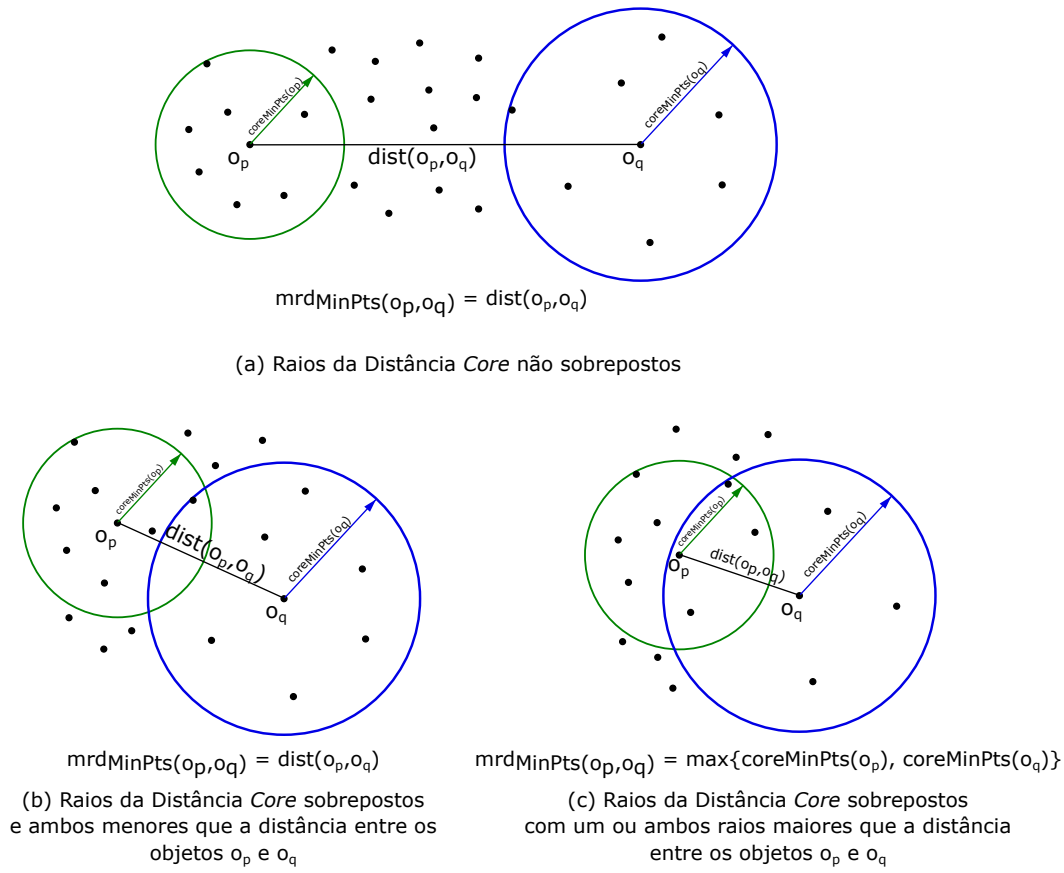 coreMinPts(op)
coreMinPts(oq)
op
dist(op,oq)
oq
mrdMinPts(op,oq) = dist(op,oq)
(a) Raios da Distância Core não sobrepostos
coreMinPts(op)
op
dist(op,oq)
coreMinPts(oq)
oq
mrdMinPts(op,oq) = dist(op,oq)
(b) Raios da Distância Core sobrepostos
e ambos menores que a distância entre os
objetos op e oq
coreMinPts(op)
op
dist(op,oq)
coreMinPts(oq)
oq
mrdMinPts(op,oq) = max{coreMinPts(op), coreMinPts(oq)}
(c) Raios da Distância Core sobrepostos
com um ou ambos raios maiores que a distância
entre os objetos op e oq